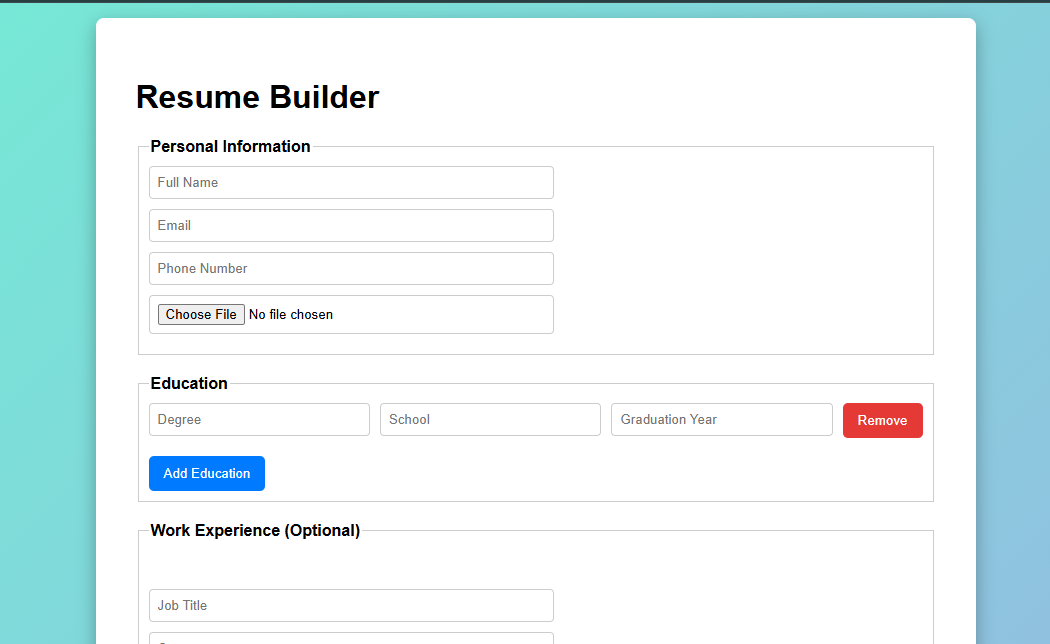 Resume Builder
Personal Information
Full Name
Email
Phone Number
Choose File No file chosen
Education
Degree School Graduation Year Remove
Add Education
Work Experience (Optional)
Job Title